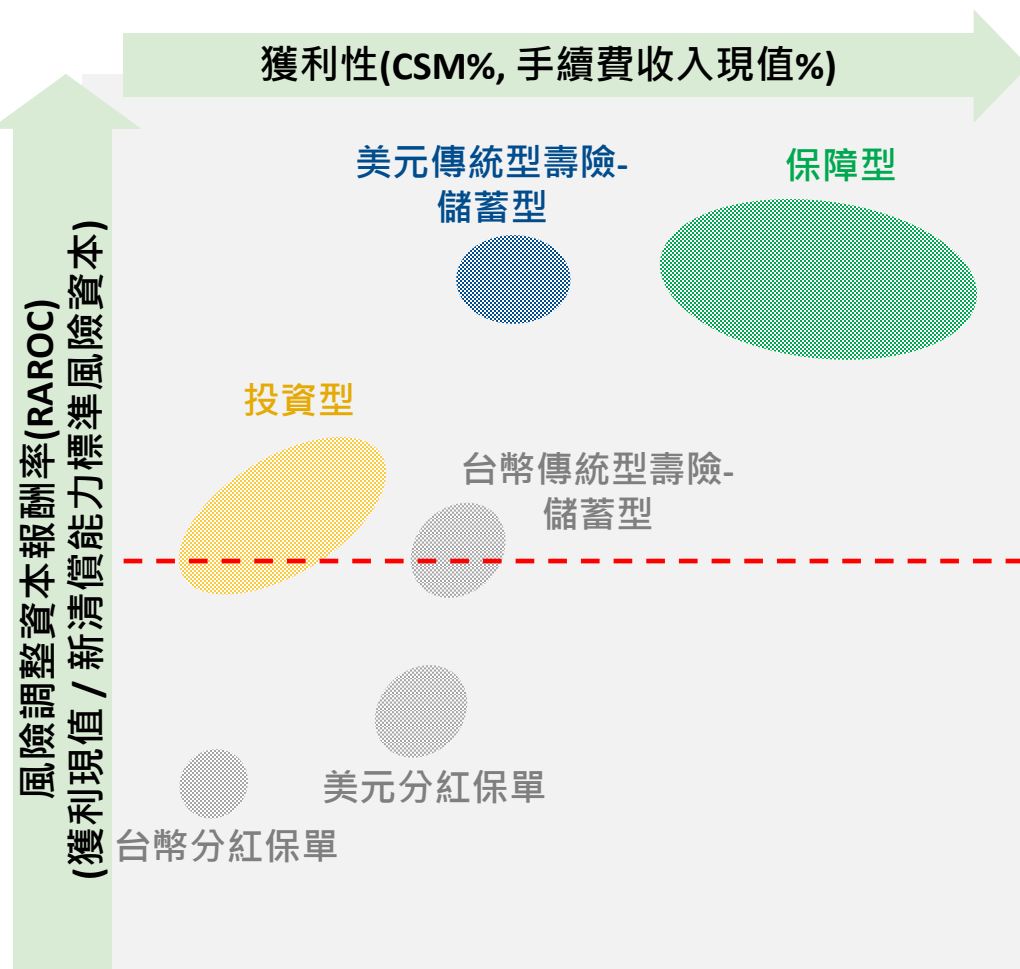 獲利性(CSM%, 手續費收入現值%)
風險調整資本報酬率(RAROC)
(獲利現值 / 新清償能力標準風險資本)
美元傳統型壽險-
儲蓄型
保障型
投資型
台幣傳統型壽險-
儲蓄型
美元分紅保單
台幣分紅保單